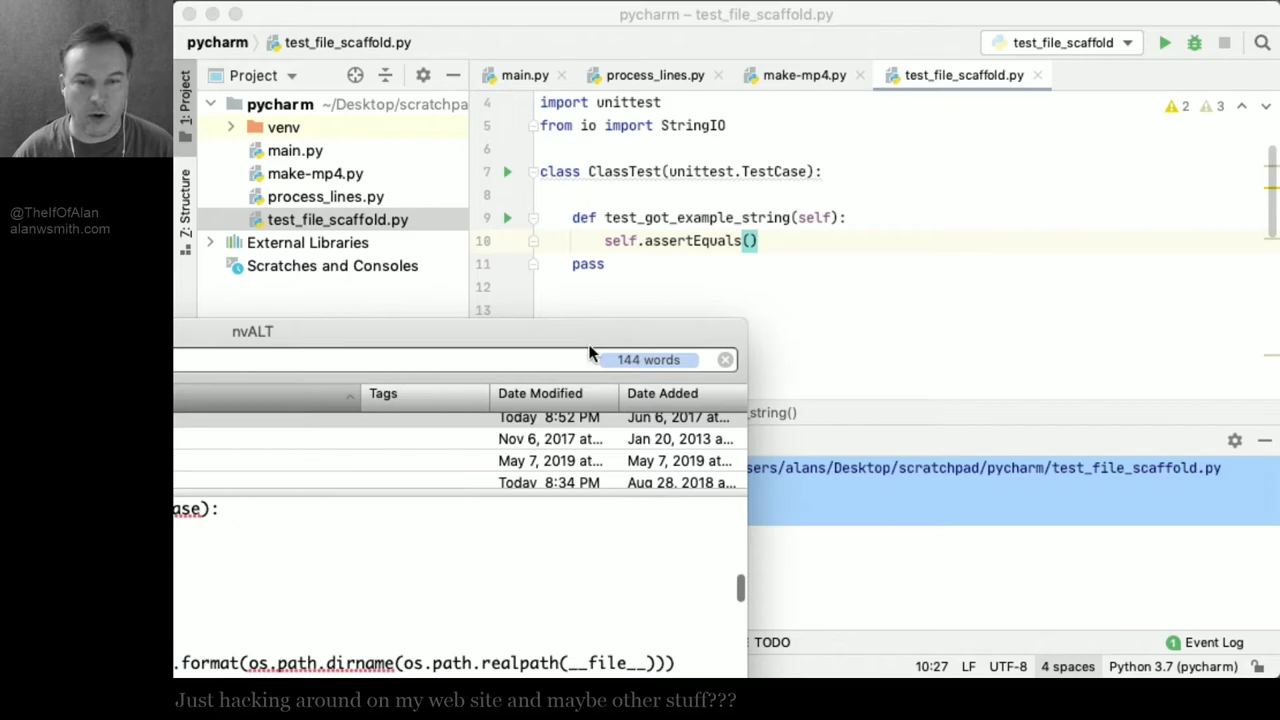 pycharm – test_file_scaffold.py
pycharm test_file_scaffold.py test_file_scaffold
1: Project
Z: Structure
Project
pycharm ~/Desktop/scratchpa
venv
main.py
make-mp4.py
process_lines.py
test_file_scaffold.py
External Libraries
Scratches and Consoles
main.py process_lines.py make-mp4.py test_file_scaffold.py
2 3
4 import unittest
5 from io import StringIO
6
7 class ClassTest(unittest.TestCase):
8
9 def test_got_example_string(self):
10 self.assertEquals()
11 pass
12
13
@TheIfOfAlan
alanwsmith.com
nvALT
144 words
Tags Date Modified Date Added
Today 8:52 PM Jun 6, 2017 at...
Nov 6, 2017 at... Jan 20, 2013 a...
May 7, 2019 at... May 7, 2019 at...
Today 8:34 PM Aug 28, 2018 a...
ase):
.format(os.path.dirname(os.path.realpath(__file__)))
_string()
sers/alans/Desktop/scratchpad/pycharm/test_file_scaffold.py
TODO
1 Event Log
10:27 LF UTF-8 4 spaces Python 3.7 (pycharm)
Just hacking around on my web site and maybe other stuff???